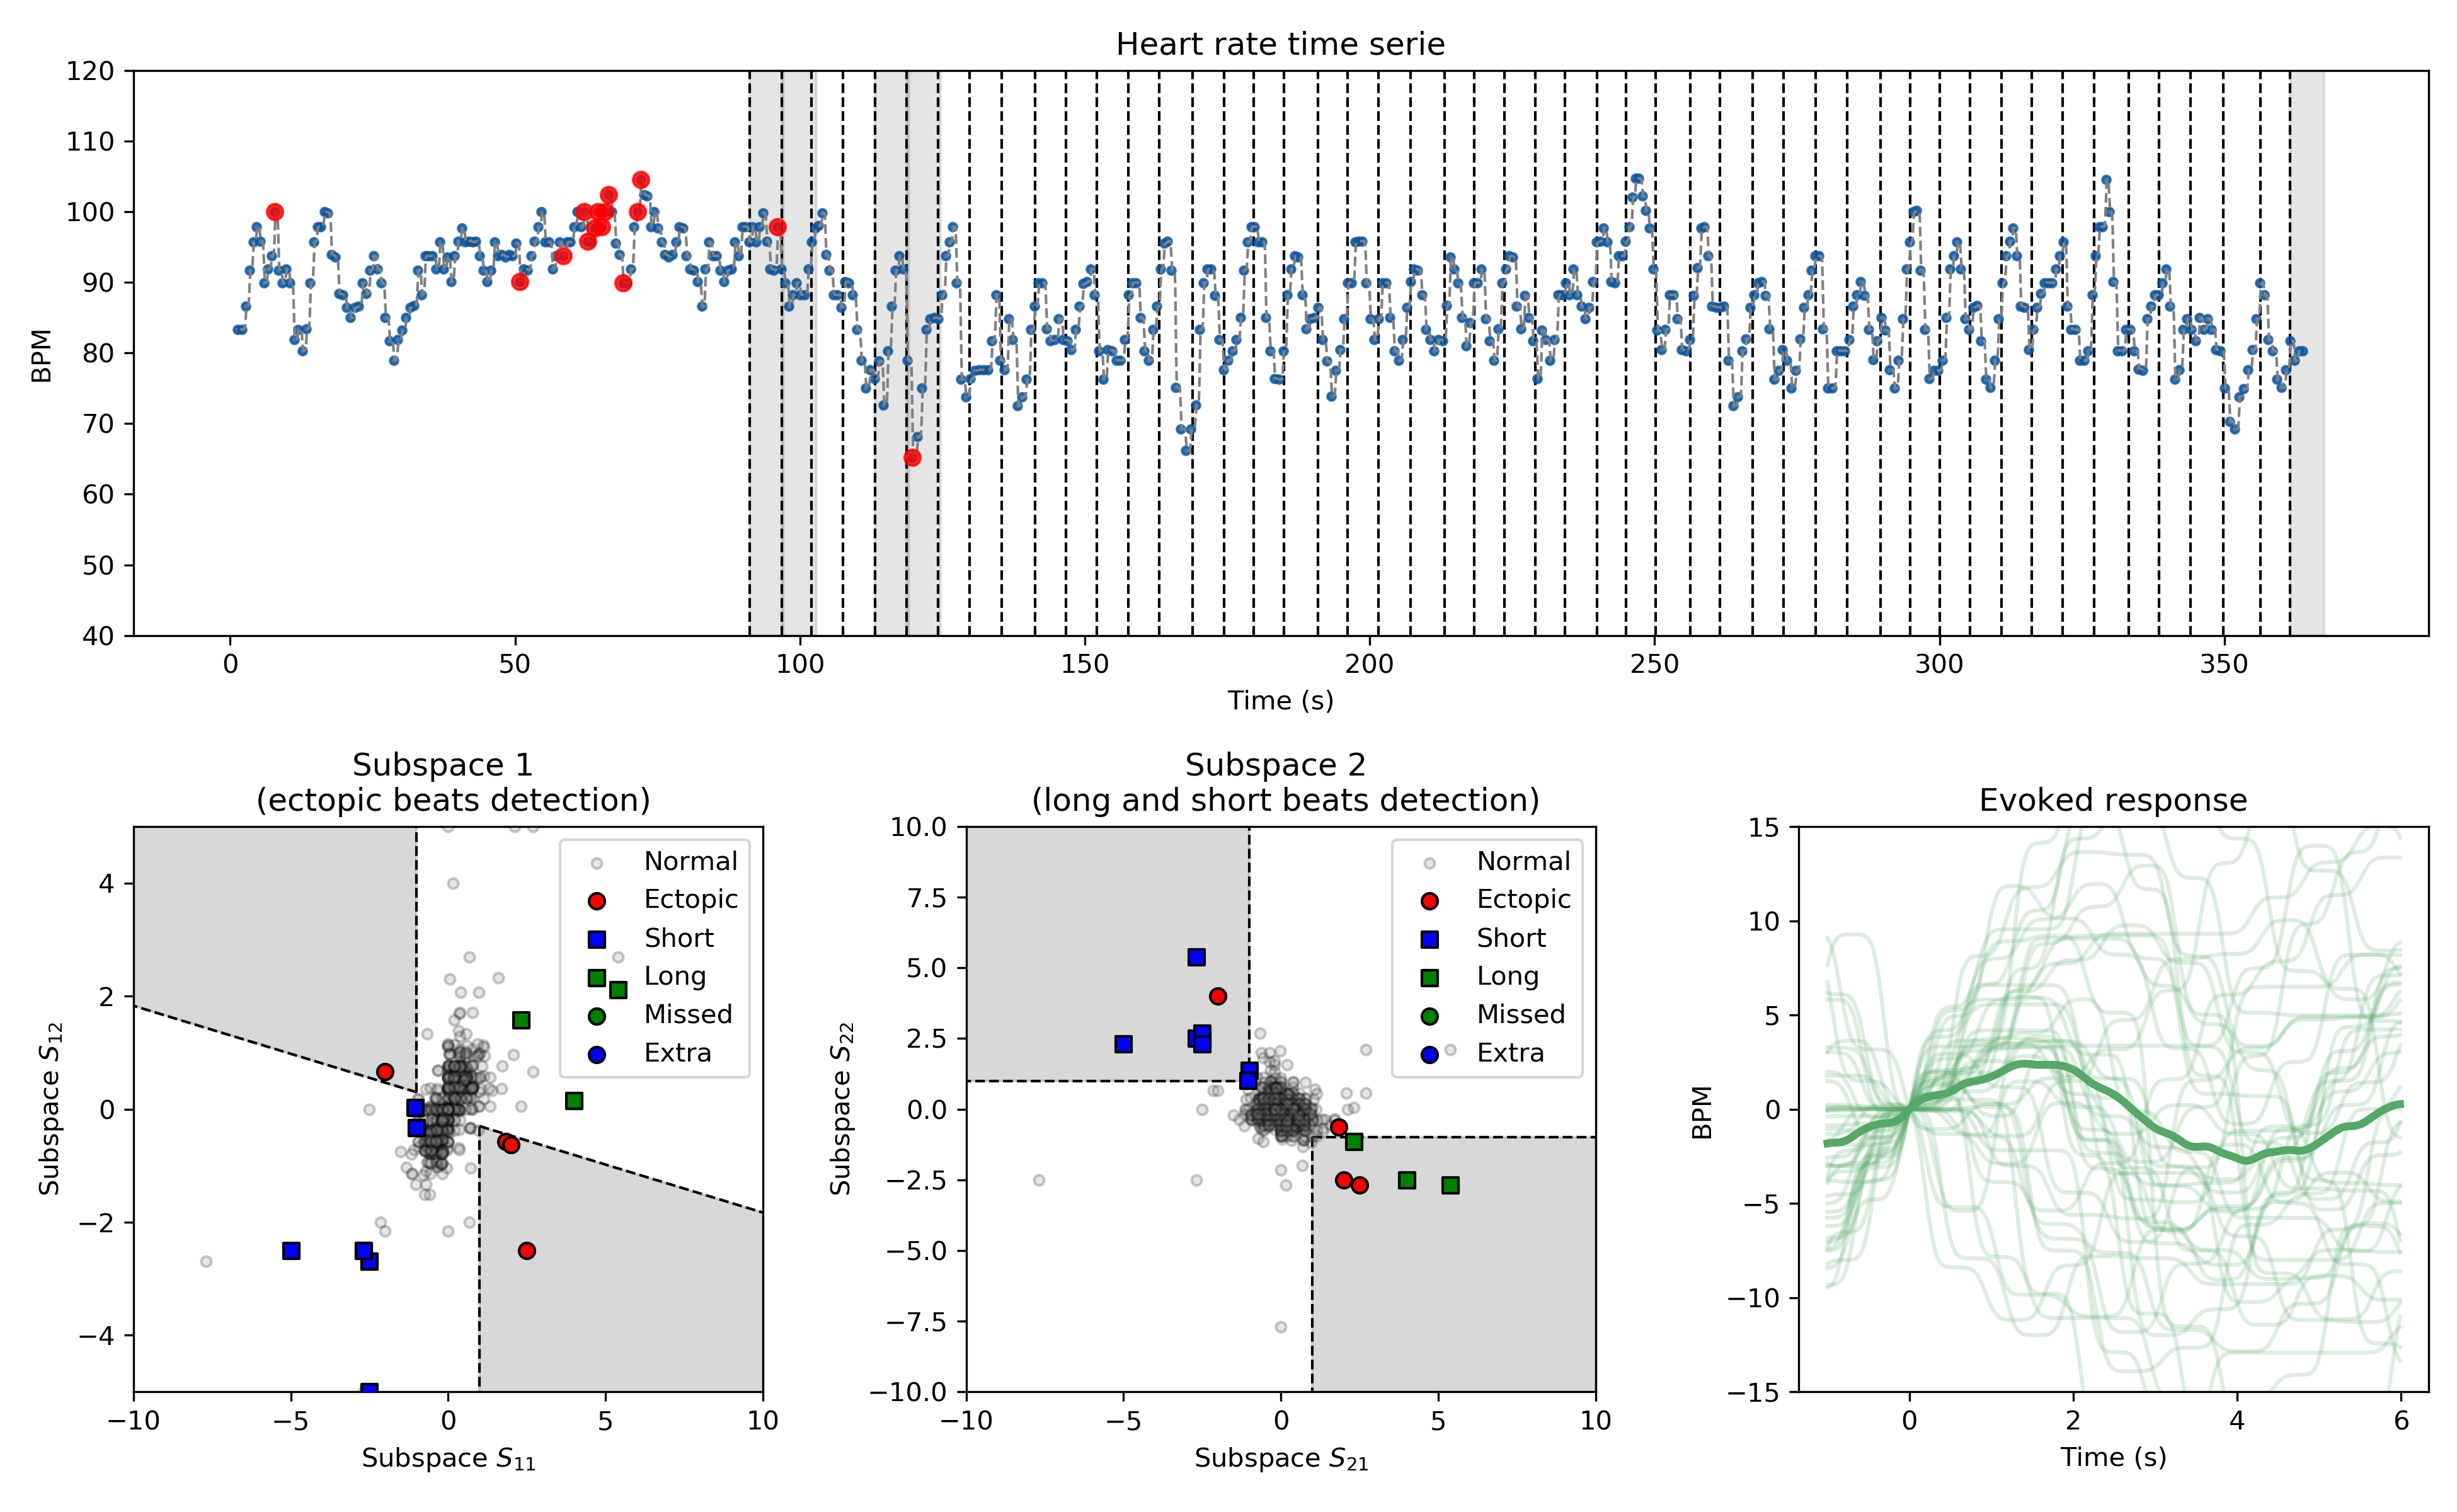 Heart rate time serie
120
110
100
90
80
70
60
50
40
BPM
0 50 100 150 200 250 300 350
Time (s)
Subspace 1
(ectopic beats detection)
4
2
0
−2
−4
Subspace S₁₂
Normal
Ectopic
Short
Long
Missed
Extra
−10 −5 0 5 10
Subspace S₁₁
Subspace 2
(long and short beats detection)
10.0
7.5
5.0
2.5
0.0
−2.5
−5.0
−7.5
−10.0
Subspace S₂₂
Normal
Ectopic
Short
Long
Missed
Extra
−10 −5 0 5 10
Subspace S₂₁
Evoked response
15
10
5
0
−5
−10
−15
BPM
0 2 4 6
Time (s)